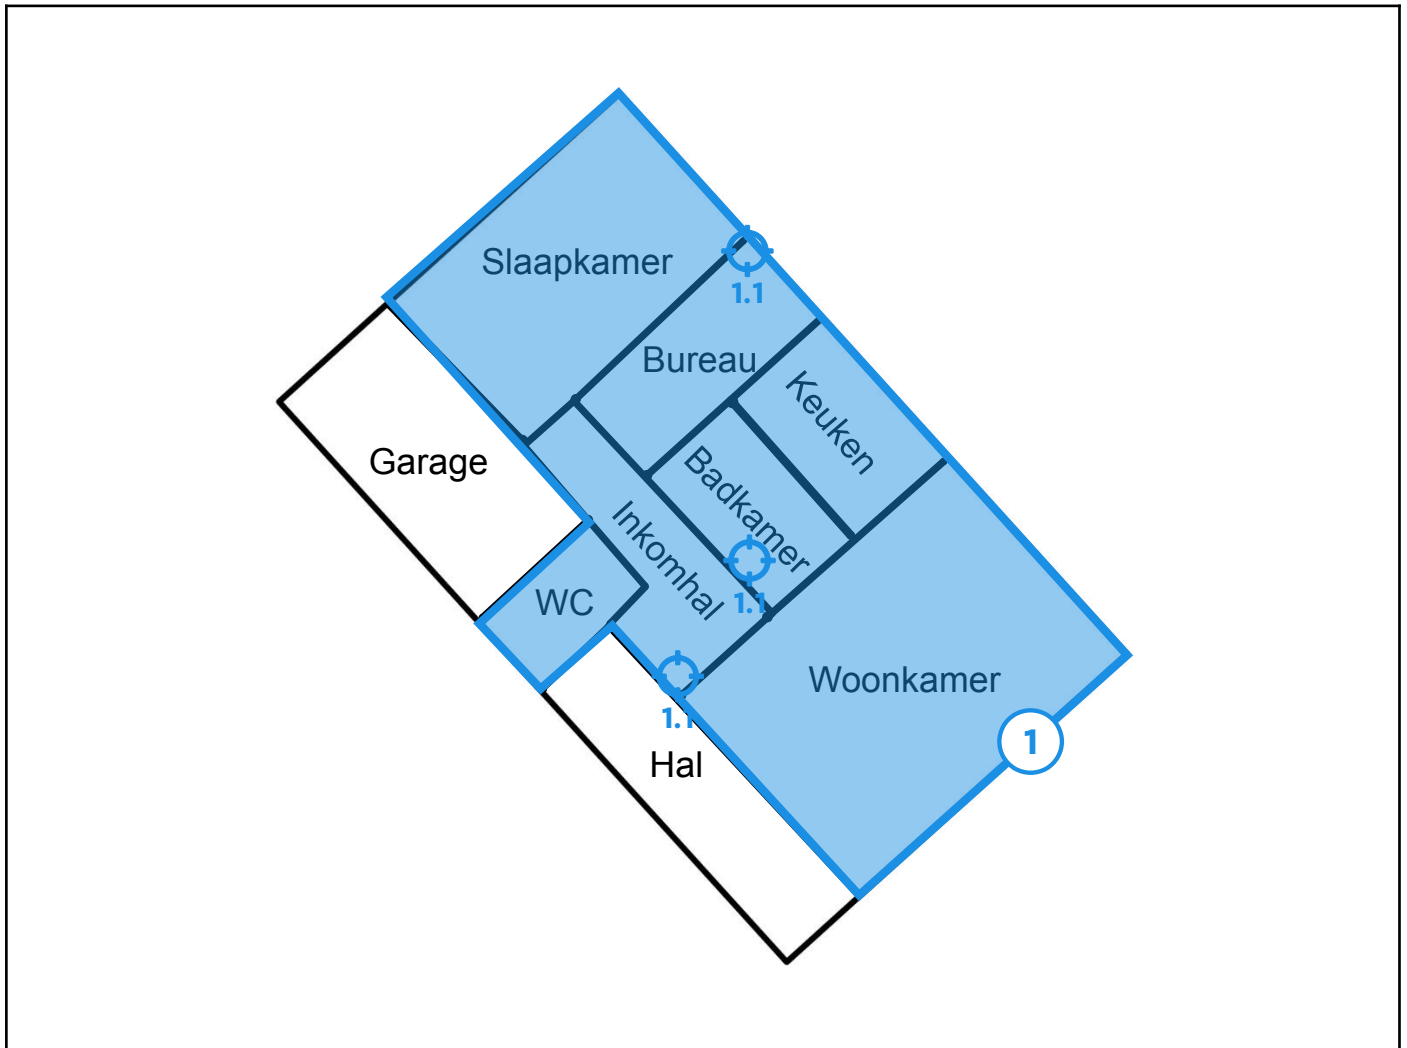 Slaapkamer
1.1
Bureau
Keuken
Garage
Badkamer
Inkomhal
WC
1.1
Woonkamer
1.1
Hal
1